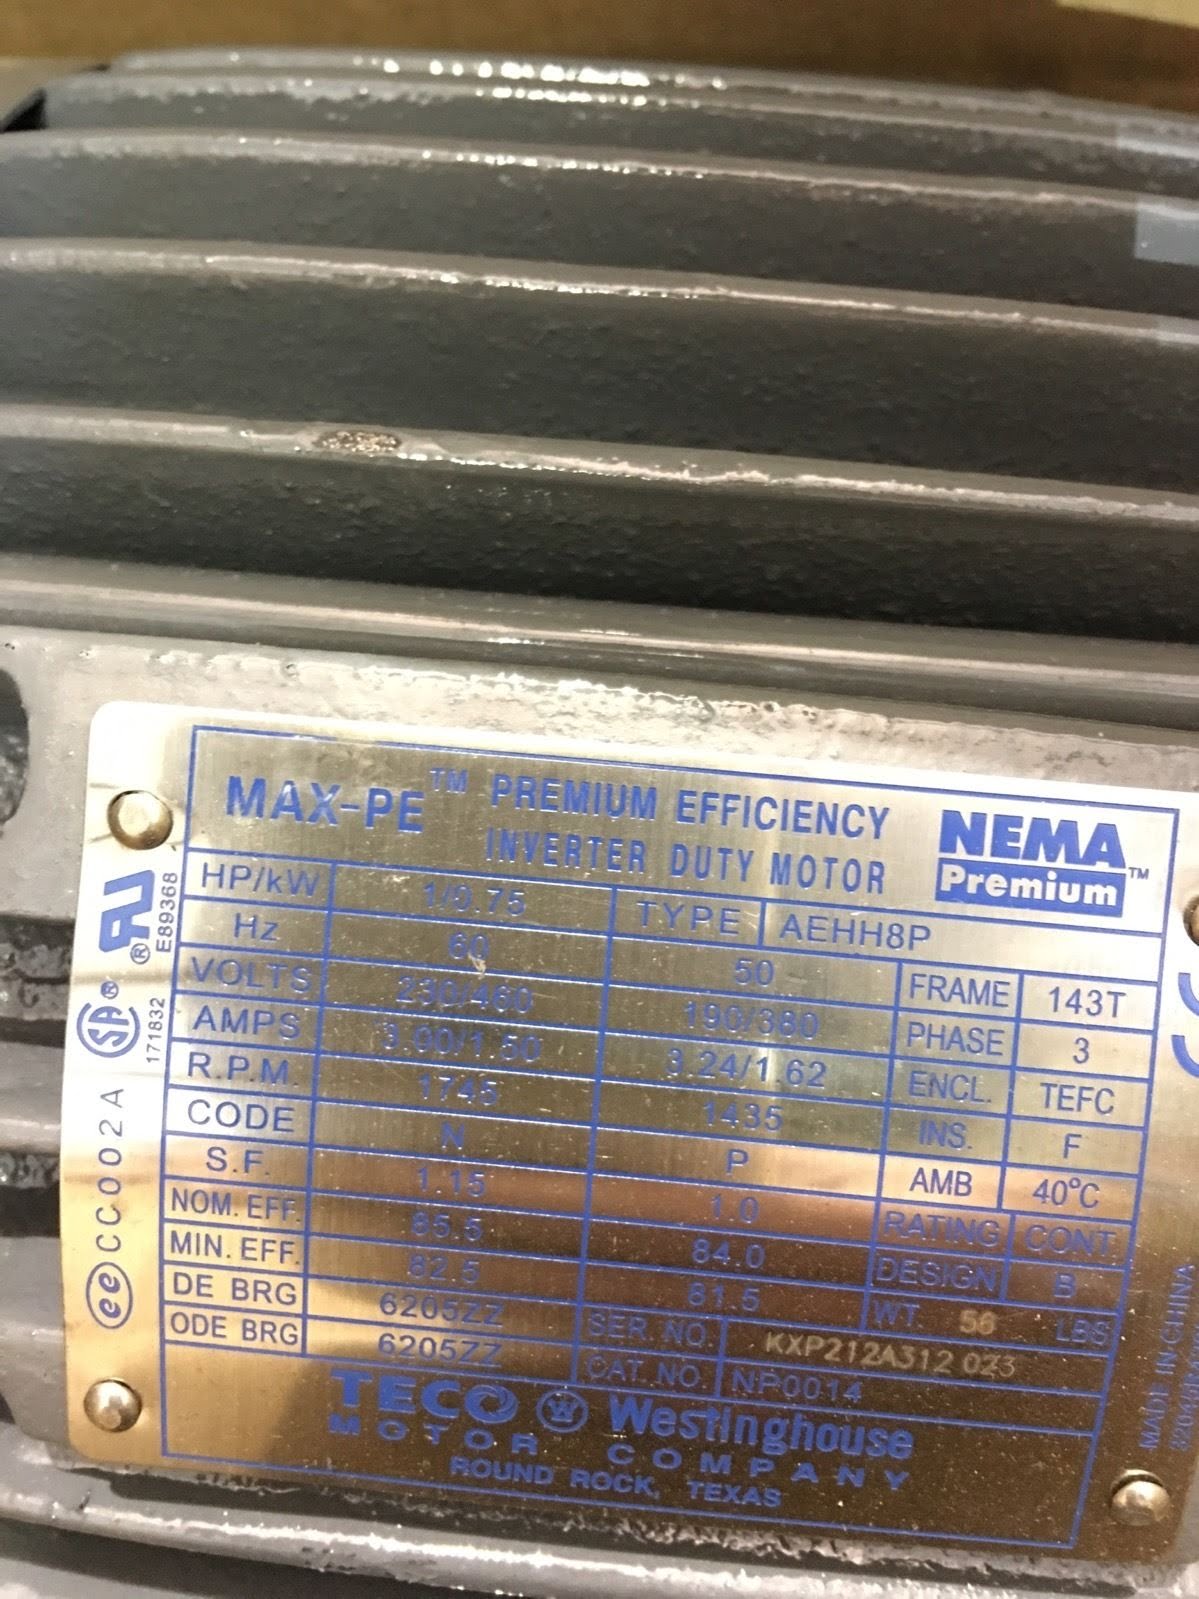 MAX-PE™ PREMIUM EFFICIENCY
INVERTER DUTY MOTOR
NEMA
Premium™
HP/kW 1/0.75 TYPE AEHH8P
Hz 60 50 FRAME 143T
VOLTS 230/460 190/380 PHASE 3
AMPS 3.90/1.50 3.24/1.62 ENCL. TEFC
R.P.M. 1745 1435 INS. F
CODE N P AMB 40°C
S.F. 1.15 1.0 RATING CONT.
NOM. EFF. 85.5 84.0 DESIGN B
MIN. EFF. 82.5 81.5 WT. 56 LBS
DE BRG 6205ZZ SER. NO. KXP212A312 023
ODE BRG 6205ZZ CAT. NO. NP0014
TECO W Westinghouse
MOTOR COMPANY
ROUND ROCK, TEXAS
RU ®
E89368
SA ®
171832
ee CC002A
MADE IN CHINA